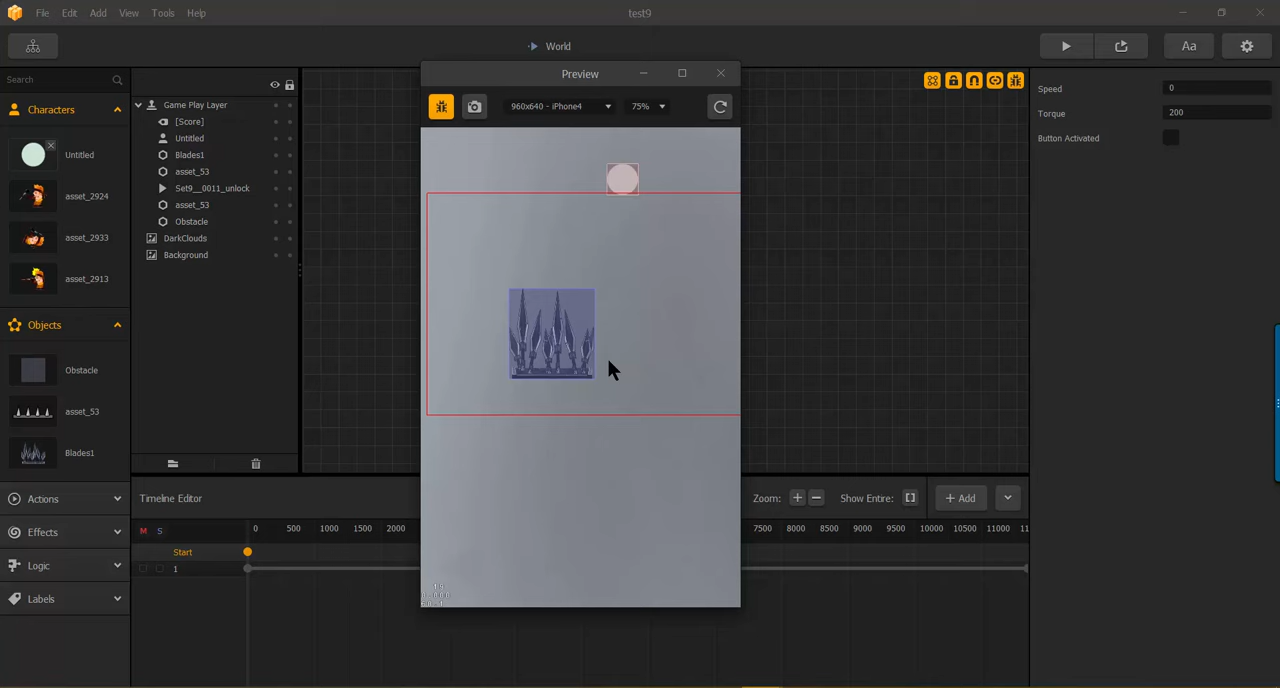 File Edit Add View Tools Help
test9
World
Aa
Search
Characters
Untitled
asset_2924
asset_2933
asset_2913
Objects
Obstacle
asset_53
Blades1
Actions
Effects
Logic
Labels
Game Play Layer
[Score]
Untitled
Blades1
asset_53
Set9__0011_unlock
asset_53
Obstacle
DarkClouds
Background
Preview
960x640 - iPhone4
75%
Speed 0
Torque 200
Button Activated
Timeline Editor
Zoom:
Show Entire:
Add
M S 0 500 1000 1500 2000 7500 8000 8500 9000 9500 10000 10500 11000
Start
1